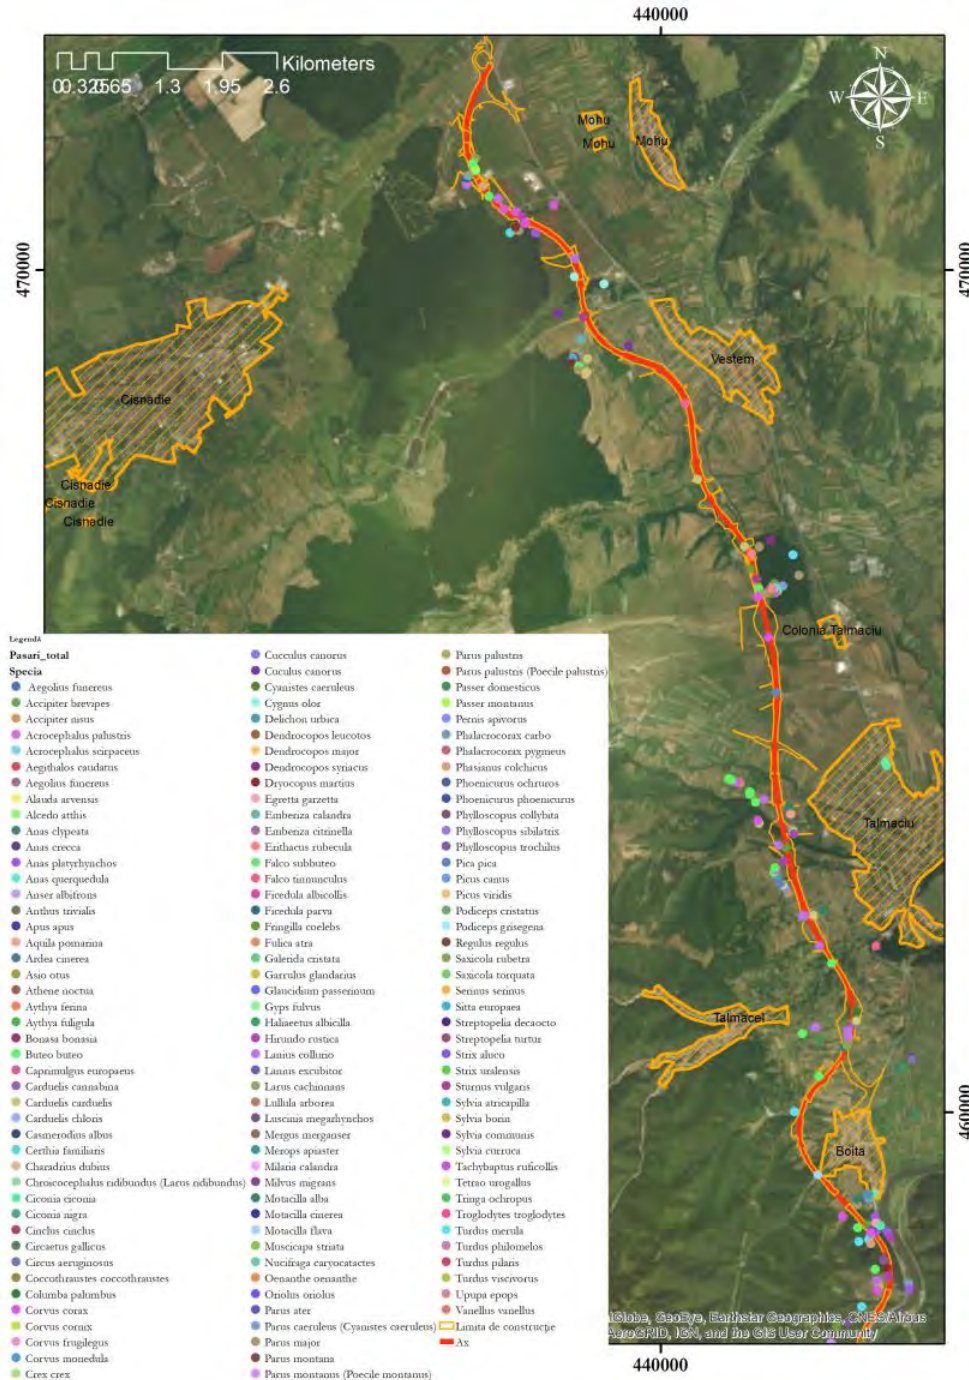 440000
Kilometers
0 0.325 0.65 1.3 1.95 2.6
N
W E
S
Mohu
Mohu
Mohu
470000
470000
Vestem
Cisnadie
Cisnadie
Cisnadie
Cisnadie
Colonia Talmaciu
Talmaciu
Talmacel
460000
Boita
Legendă
Pasari_total
Specia
Aegolius funereus
Accipiter brevipes
Accipiter nisus
Acrocephalus palustris
Acrocephalus scirpaceus
Aegithalos caudatus
Aegolius funereus
Alauda arvensis
Alcedo atthis
Anas clypeata
Anas crecca
Anas platyrhynchos
Anas querquedula
Anser albifrons
Anthus trivialis
Apus apus
Aquila pomarina
Ardea cinerea
Asio otus
Athene noctua
Aythya ferina
Aythya fuligula
Bonasa bonasia
Buteo buteo
Caprimulgus europaeus
Carduelis cannabina
Carduelis carduelis
Carduelis chloris
Casmerodius albus
Certhia familiaris
Charadrius dubius
Chroicocephalus ridibundus (Larus ridibundus)
Ciconia ciconia
Ciconia nigra
Cinclus cinclus
Circaetus gallicus
Circus aeruginosus
Coccothraustes coccothraustes
Columba palumbus
Corvus corax
Corvus cornix
Corvus frugilegus
Corvus monedula
Crex crex
Cucculus canorus
Cuculus canorus
Cyanistes caeruleus
Cygnus olor
Delichon urbica
Dendrocopos leucotos
Dendrocopos major
Dendrocopos syriacus
Dryocopus martius
Egretta garzetta
Emberiza calandra
Emberiza citrinella
Erithacus rubecula
Falco subbuteo
Falco tinnunculus
Ficedula albicollis
Ficedula parva
Fringilla coelebs
Fulica atra
Galerida cristata
Garrulus glandarius
Glaucidium passerinum
Gyps fulvus
Haliaeetus albicilla
Hirundo rustica
Lanius collurio
Lanius excubitor
Larus cachinnans
Lullula arborea
Luscinia megarhynchos
Mergus merganser
Merops apiaster
Miliaria calandra
Milvus migrans
Motacilla alba
Motacilla cinerea
Motacilla flava
Muscicapa striata
Nucifraga caryocatactes
Oenanthe oenanthe
Oriolus oriolus
Parus ater
Parus caeruleus (Cyanistes caeruleus)
Parus major
Parus montana
Parus montanus (Poecile montanus)
Parus palustris
Parus palustris (Poecile palustris)
Passer domesticus
Passer montanus
Pernis apivorus
Phalacrocorax carbo
Phalacrocorax pygmeus
Phasianus colchicus
Phoenicurus ochruros
Phoenicurus phoenicurus
Phylloscopus collybita
Phylloscopus sibilatrix
Phylloscopus trochilus
Pica pica
Picus canus
Picus viridis
Podiceps cristatus
Podiceps grisegena
Regulus regulus
Saxicola rubetra
Saxicola torquata
Serinus serinus
Sitta europaea
Streptopelia decaocto
Streptopelia turtur
Strix aluco
Strix uralensis
Sturnus vulgaris
Sylvia atricapilla
Sylvia borin
Sylvia communis
Sylvia curruca
Tachybaptus ruficollis
Tetrao urogallus
Tringa ochropus
Troglodytes troglodytes
Turdus merula
Turdus philomelos
Turdus pilaris
Turdus viscivorus
Upupa epops
Vanellus vanellus
Limita de construcție
Ax
GeoEye, Earthstar Geographics, CNES/Airbus
AeroGRID, IGN, and the GIS User Community
440000